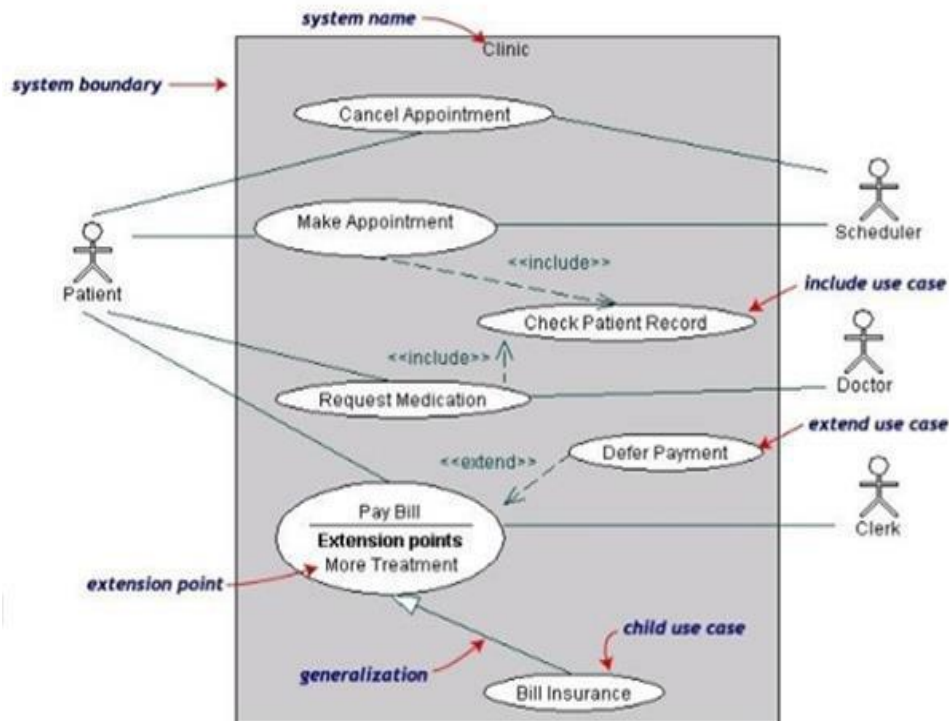 system name
Clinic
system boundary
Cancel Appointment
Make Appointment
Scheduler
<<include>>
Patient
include use case
Check Patient Record
<<include>>
Doctor
Request Medication
extend use case
Defer Payment
<<extend>>
Pay Bill
Clerk
Extension points
More Treatment
extension point
child use case
generalization
Bill Insurance